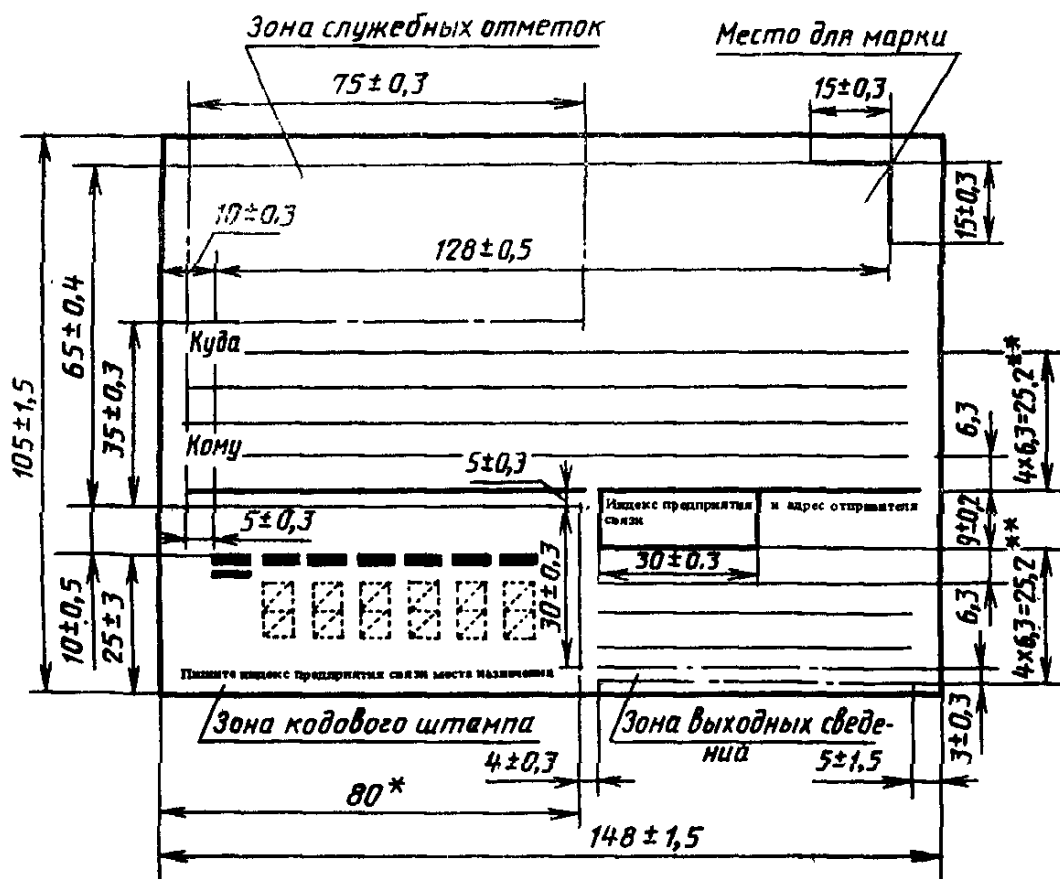 Зона служебных отметок
Место для марки
75±0,3
15±0,3
10±0,3
15±0,3
128±0,5
65±0,4
Куда
105±1,5
35±0,3
6,3
4×6,3=25,2**
Кому
5±0,3
Индекс предприятия и адрес отправителя
связи
9±0,2
5±0,3
30±0,3
30±0,3
10±0,5
25±3
6,3
4×6,3=25,2**
Пишите индекс предприятия связи места назначения
Зона кодового штампа
Зона выходных сведе-
ний
4±0,3
5±1,5
3±0,3
80*
148±1,5